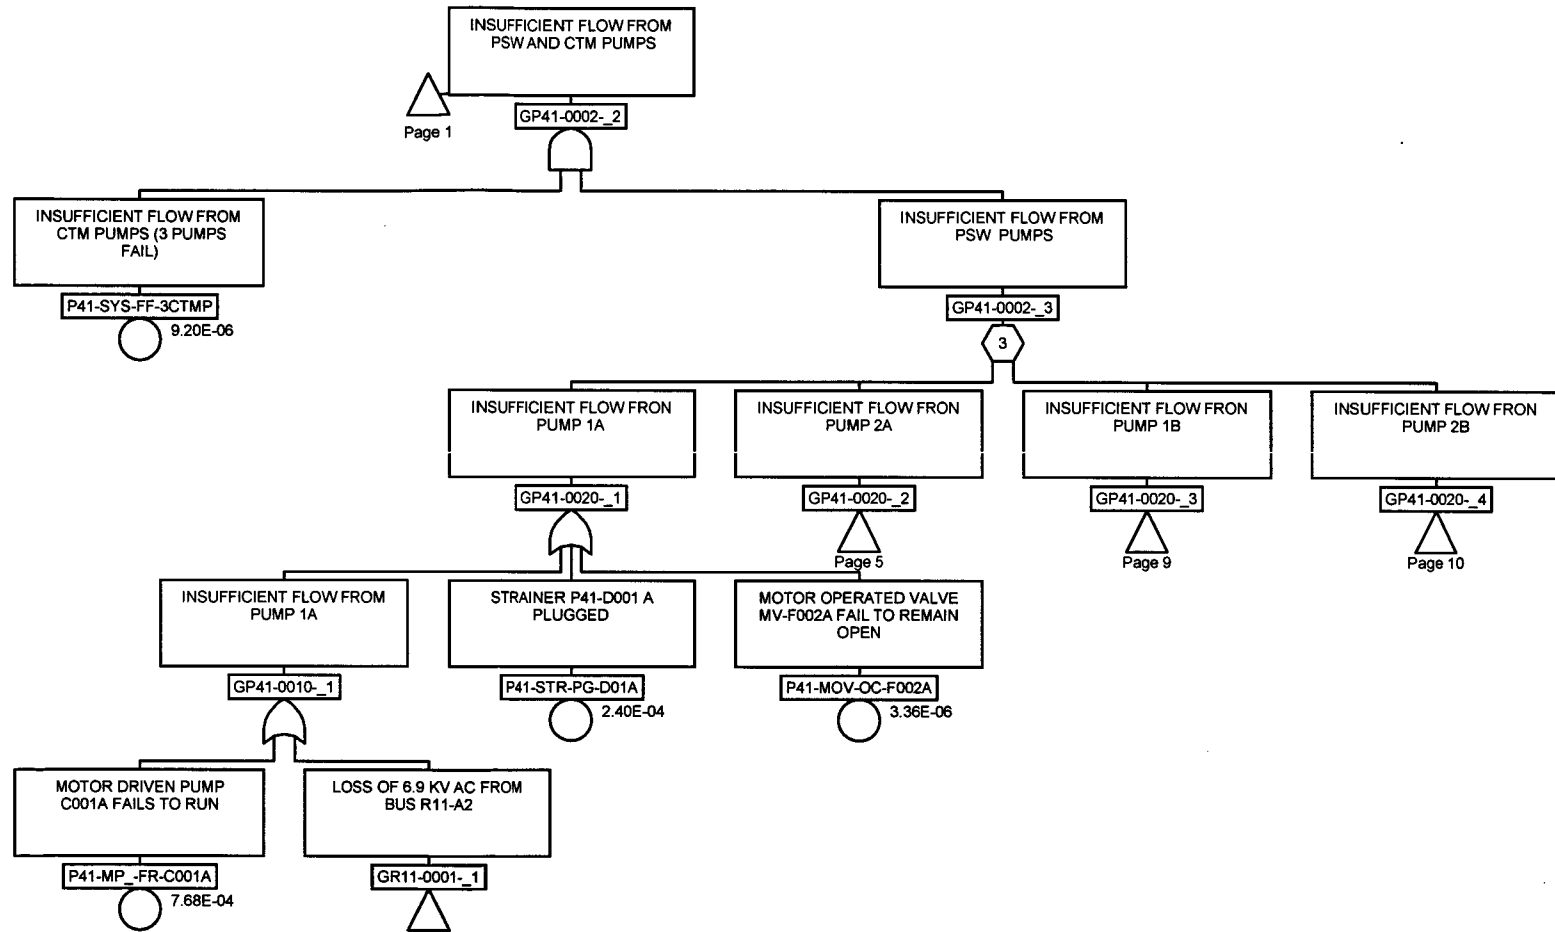 INSUFFICIENT FLOW FROM
PSW AND CTM PUMPS
Page 1
GP41-0002-_2
INSUFFICIENT FLOW FROM
CTM PUMPS (3 PUMPS
FAIL)
P41-SYS-FF-3CTMP
9.20E-06
INSUFFICIENT FLOW FROM
PSW PUMPS
GP41-0002-_3
3
INSUFFICIENT FLOW FRON
PUMP 1A
GP41-0020-_1
INSUFFICIENT FLOW FRON
PUMP 2A
GP41-0020-_2
Page 5
INSUFFICIENT FLOW FRON
PUMP 1B
GP41-0020-_3
Page 9
INSUFFICIENT FLOW FRON
PUMP 2B
GP41-0020-_4
Page 10
INSUFFICIENT FLOW FROM
PUMP 1A
GP41-0010-_1
STRAINER P41-D001 A
PLUGGED
P41-STR-PG-D01A
2.40E-04
MOTOR OPERATED VALVE
MV-F002A FAIL TO REMAIN
OPEN
P41-MOV-OC-F002A
3.36E-06
MOTOR DRIVEN PUMP
C001A FAILS TO RUN
P41-MP_-FR-C001A
7.68E-04
LOSS OF 6.9 KV AC FROM
BUS R11-A2
GR11-0001-_1